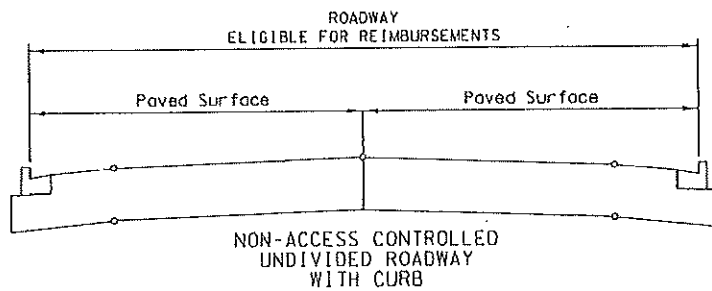 ROADWAY
ELIGIBLE FOR REIMBURSEMENTS
Paved Surface
Paved Surface
NON-ACCESS CONTROLLED
UNDIVIDED ROADWAY
WITH CURB